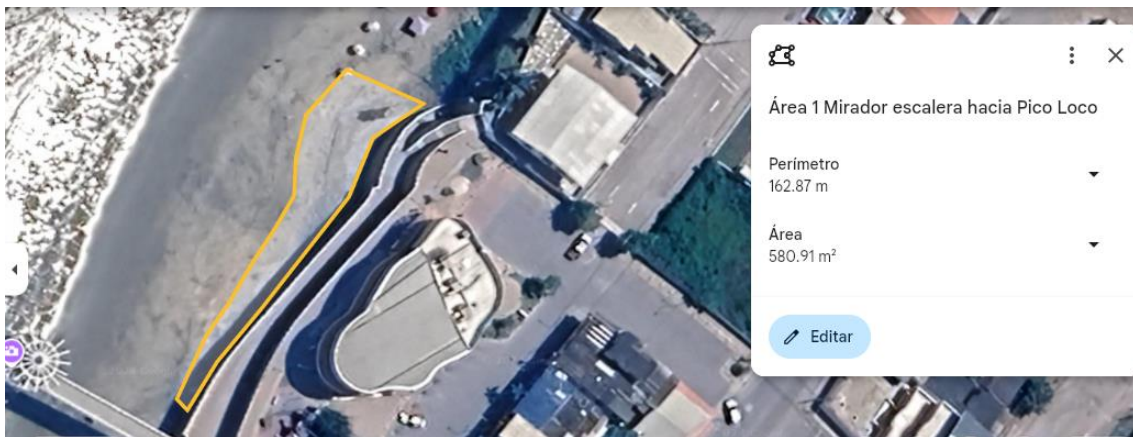 Área 1 Mirador escalera hacia Pico Loco
Perímetro
162.87 m
Área
580.91 m²
Editar